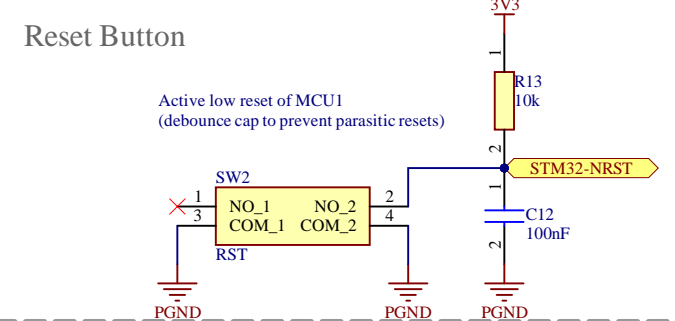 3V3
Reset Button
1
R13
10k
2
Active low reset of MCU1
(debounce cap to prevent parasitic resets)
STM32-NRST
SW2
1 NO_1 NO_2 2
3 COM_1 COM_2 4
RST
1
C12
100nF
2
PGND PGND PGND